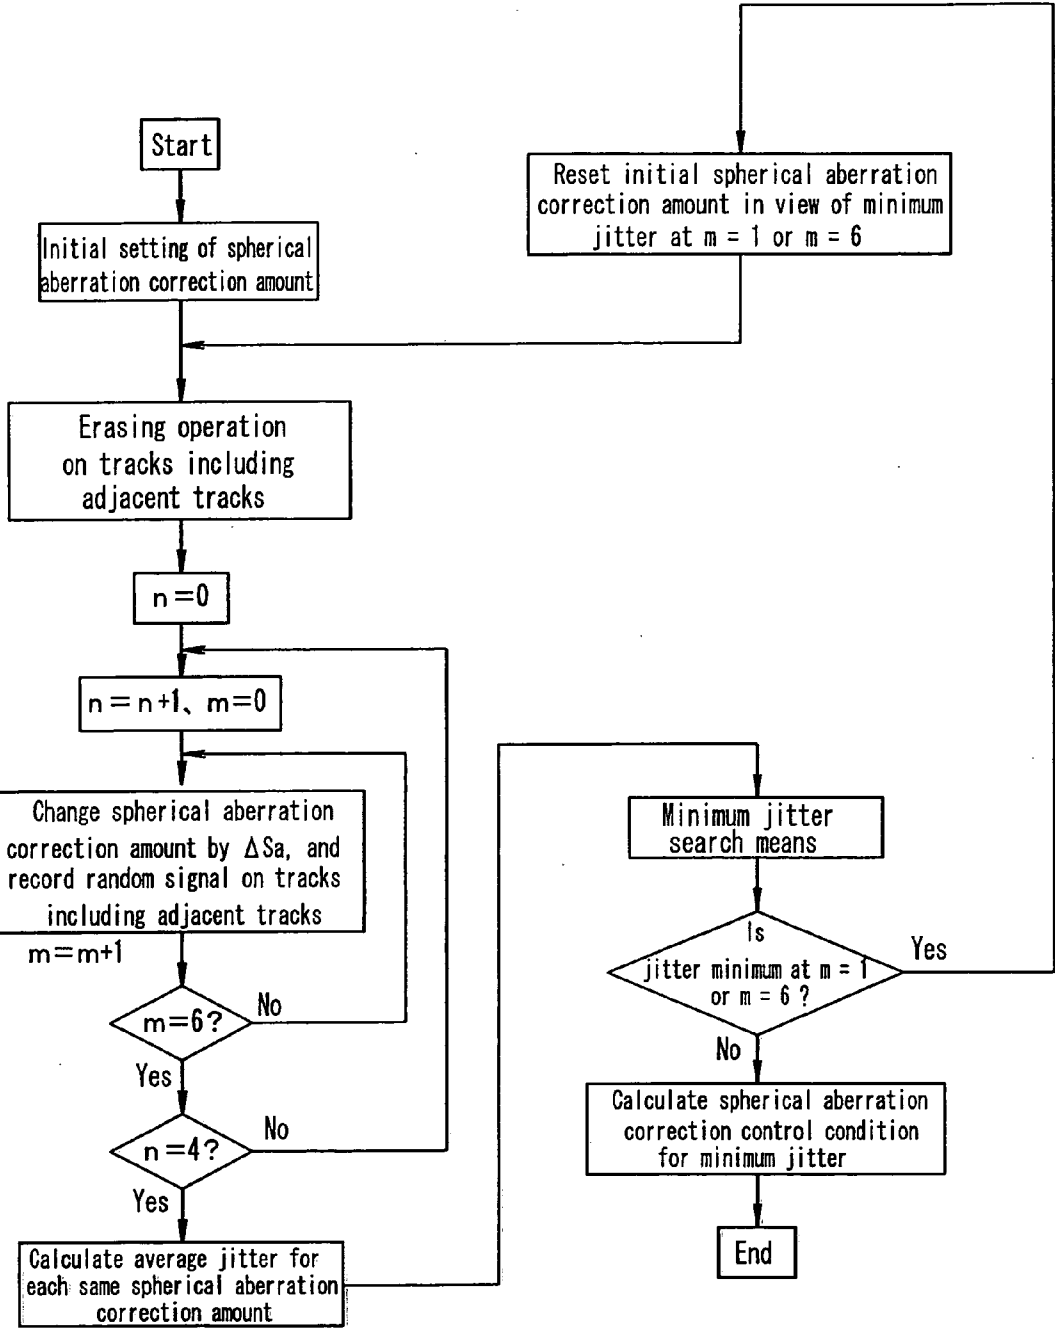 Start
Initial setting of spherical
aberration correction amount
Reset initial spherical aberration
correction amount in view of minimum
jitter at m = 1 or m = 6
Erasing operation
on tracks including
adjacent tracks
n=0
n=n+1、m=0
Change spherical aberration
correction amount by ΔSa, and
record random signal on tracks
including adjacent tracks
m=m+1
m=6?
No
Yes
n=4?
No
Yes
Calculate average jitter for
each same spherical aberration
correction amount
Minimum jitter
search means
Is
jitter minimum at m = 1
or m = 6 ?
Yes
No
Calculate spherical aberration
correction control condition
for minimum jitter
End